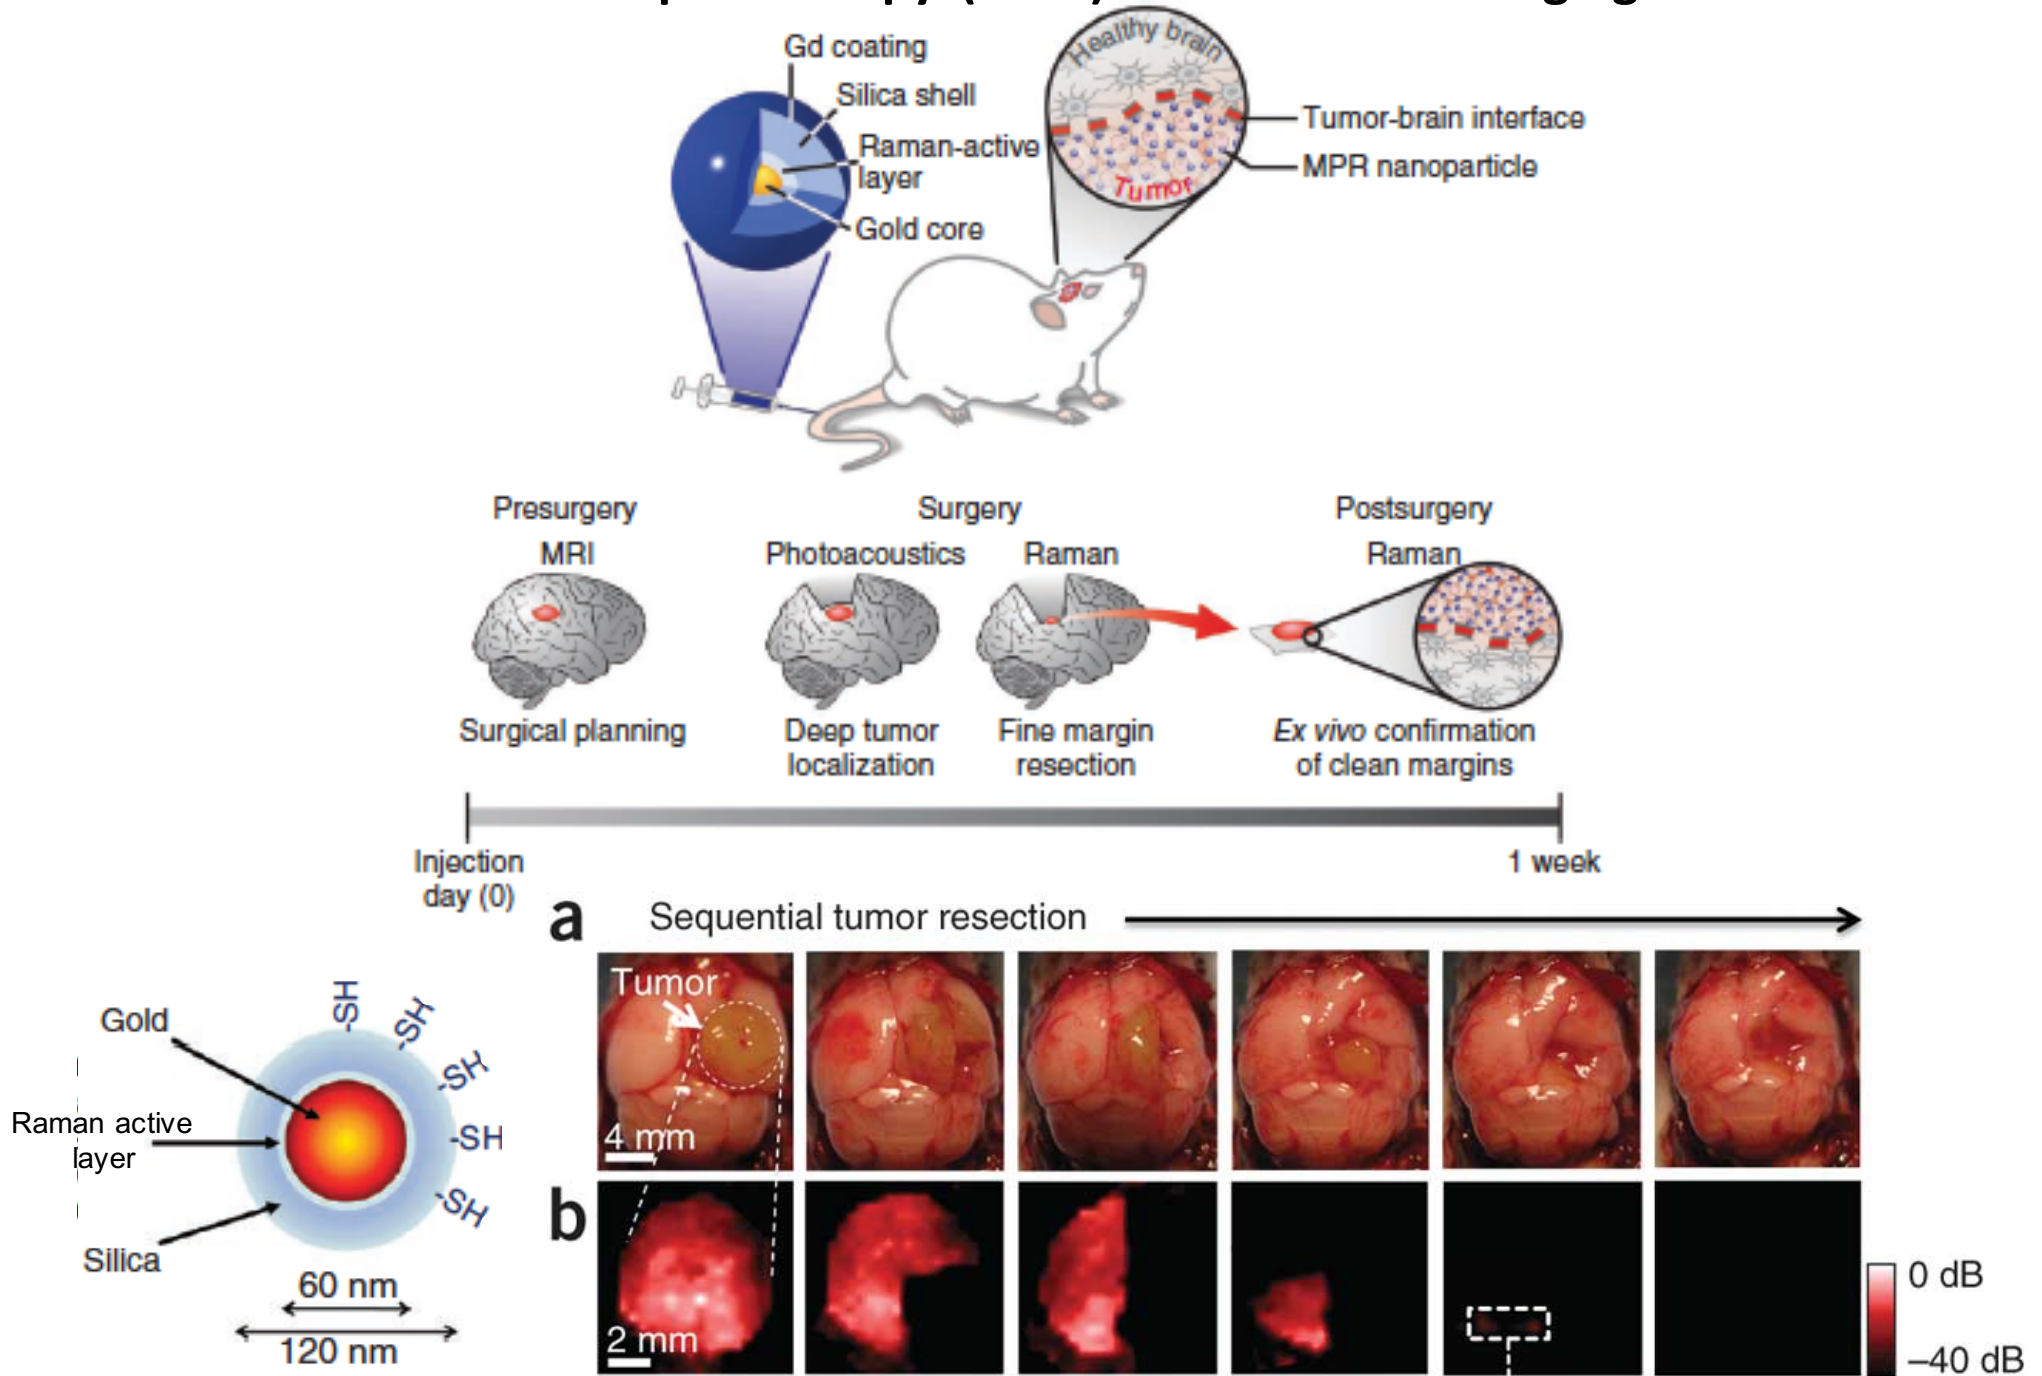 Gd coating
Silica shell
Raman-active
layer
Gold core
Healthy brain
Tumor
Tumor-brain interface
MPR nanoparticle
Presurgery
Surgery
Postsurgery
MRI
Photoacoustics
Raman
Raman
Surgical planning
Deep tumor
localization
Fine margin
resection
Ex vivo confirmation
of clean margins
Injection
day (0)
1 week
a
Sequential tumor resection
Tumor
4 mm
b
2 mm
0 dB
–40 dB
Gold
Raman active
layer
Silica
-SH
-SH
-SH
-SH
-SH
60 nm
120 nm